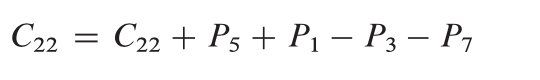 C₂₂ = C₂₂ + P₅ + P₁ − P₃ − P₇